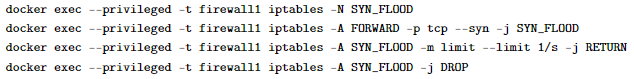 docker exec --privileged -t firewall1 iptables -N SYN_FLOOD
docker exec --privileged -t firewall1 iptables -A FORWARD -p tcp --syn -j SYN_FLOOD
docker exec --privileged -t firewall1 iptables -A SYN_FLOOD -m limit --limit 1/s -j RETURN
docker exec --privileged -t firewall1 iptables -A SYN_FLOOD -j DROP